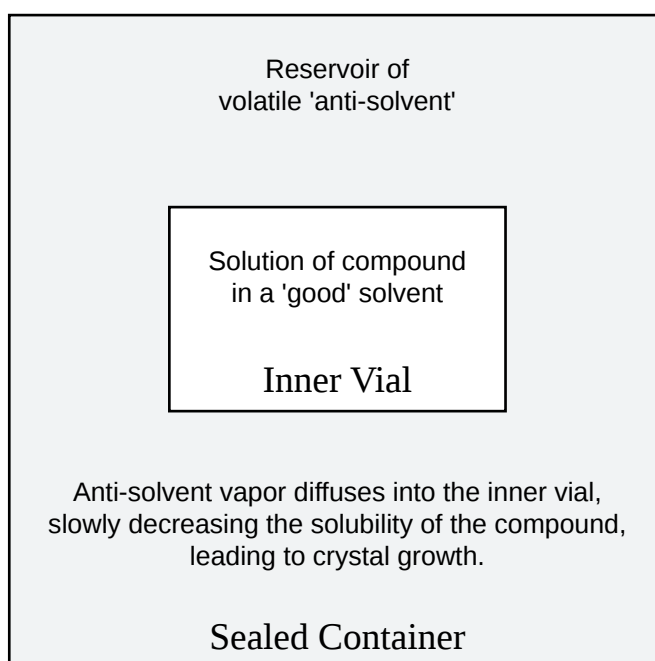 Reservoir of
volatile 'anti-solvent'
Solution of compound
in a 'good' solvent
Inner Vial
Anti-solvent vapor diffuses into the inner vial,
slowly decreasing the solubility of the compound,
leading to crystal growth.
Sealed Container